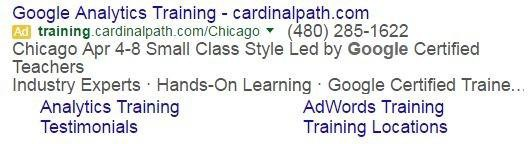 Google Analytics Training - cardinalpath.com
Ad training.cardinalpath.com/Chicago (480) 285-1622
Chicago Apr 4-8 Small Class Style Led by Google Certified
Teachers
Industry Experts · Hands-On Learning · Google Certified Traine...
Analytics Training AdWords Training
Testimonials Training Locations